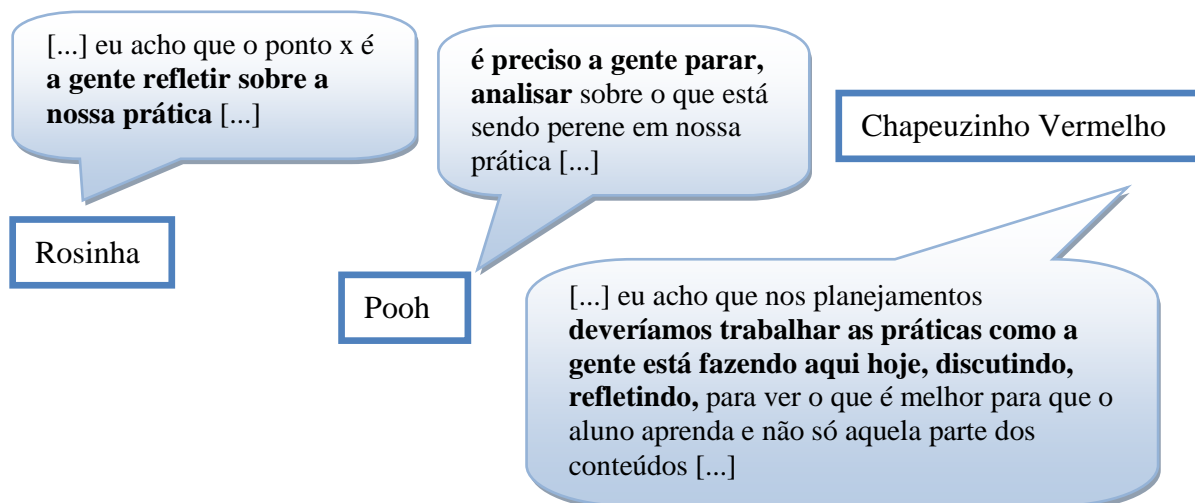 [...] eu acho que o ponto x é
a gente refletir sobre a
nossa prática [...]
Rosinha
é preciso a gente parar,
analisar sobre o que está
sendo perene em nossa
prática [...]
Pooh
Chapeuzinho Vermelho
[...] eu acho que nos planejamentos
deveríamos trabalhar as práticas como a
gente está fazendo aqui hoje, discutindo,
refletindo, para ver o que é melhor para que o
aluno aprenda e não só aquela parte dos
conteúdos [...]